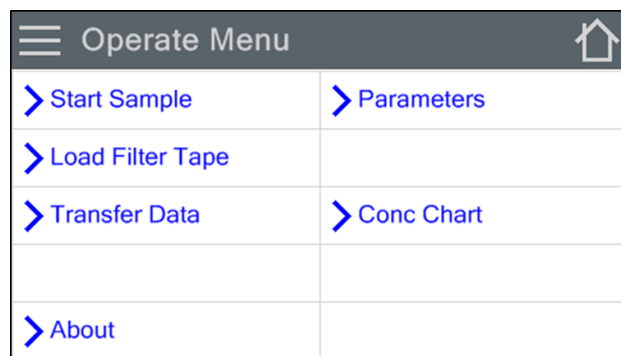 Operate Menu
Start Sample
Parameters
Load Filter Tape
Transfer Data
Conc Chart
About